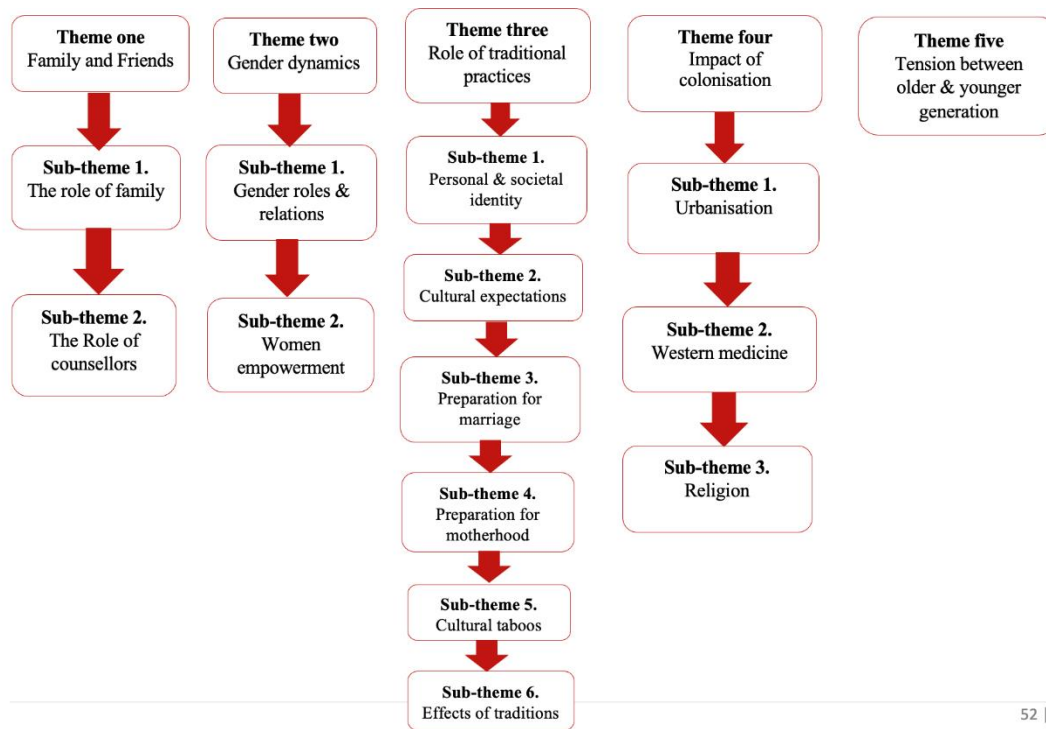 Theme one
Family and Friends
Sub-theme 1.
The role of family
Sub-theme 2.
The Role of
counsellors
Theme two
Gender dynamics
Sub-theme 1.
Gender roles &
relations
Sub-theme 2.
Women
empowerment
Theme three
Role of traditional
practices
Sub-theme 1.
Personal & societal
identity
Sub-theme 2.
Cultural expectations
Sub-theme 3.
Preparation for
marriage
Sub-theme 4.
Preparation for
motherhood
Sub-theme 5.
Cultural taboos
Sub-theme 6.
Effects of traditions
Theme four
Impact of
colonisation
Sub-theme 1.
Urbanisation
Sub-theme 2.
Western medicine
Sub-theme 3.
Religion
Theme five
Tension between
older & younger
generation
52 |